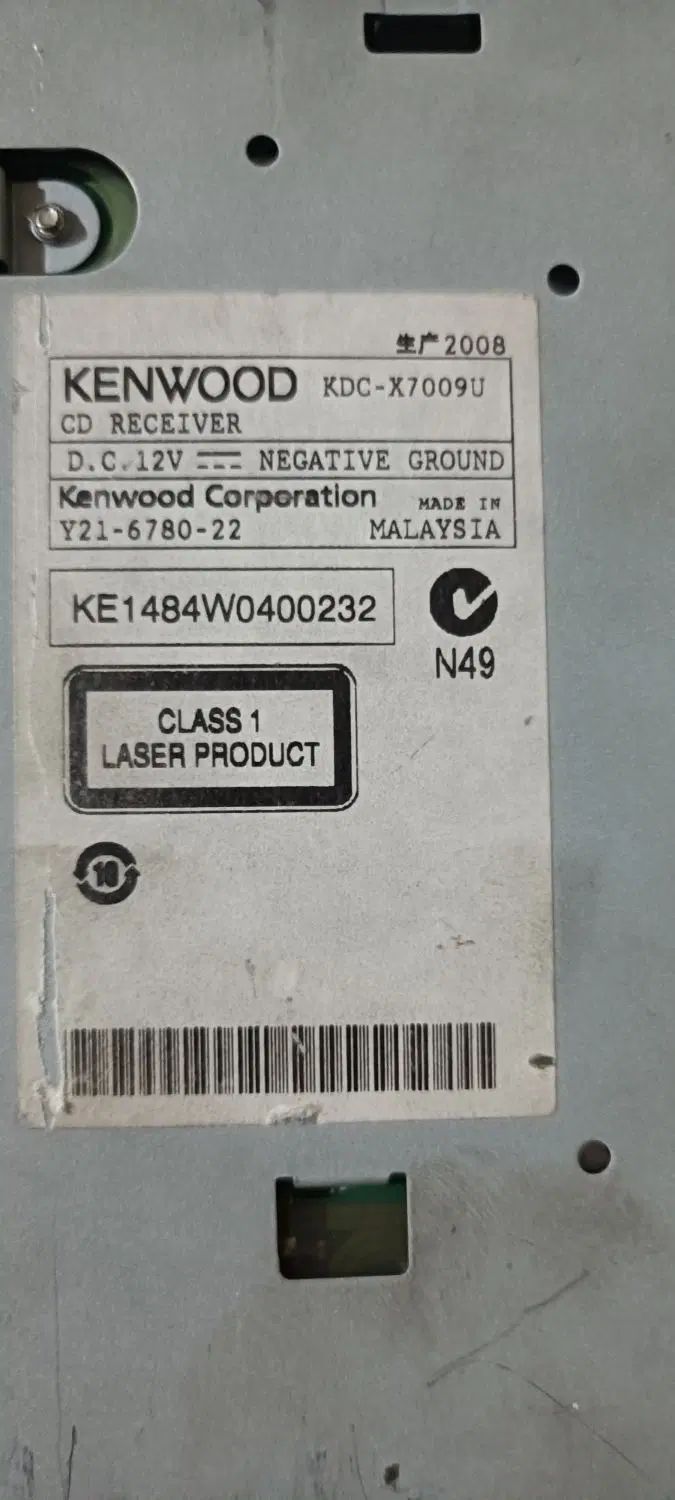 生产2008
KENWOOD KDC-X7009U
CD RECEIVER
D.C.12V NEGATIVE GROUND
Kenwood Corporation MADE IN
Y21-6780-22 MALAYSIA
KE1484W0400232
N49
CLASS 1
LASER PRODUCT
10